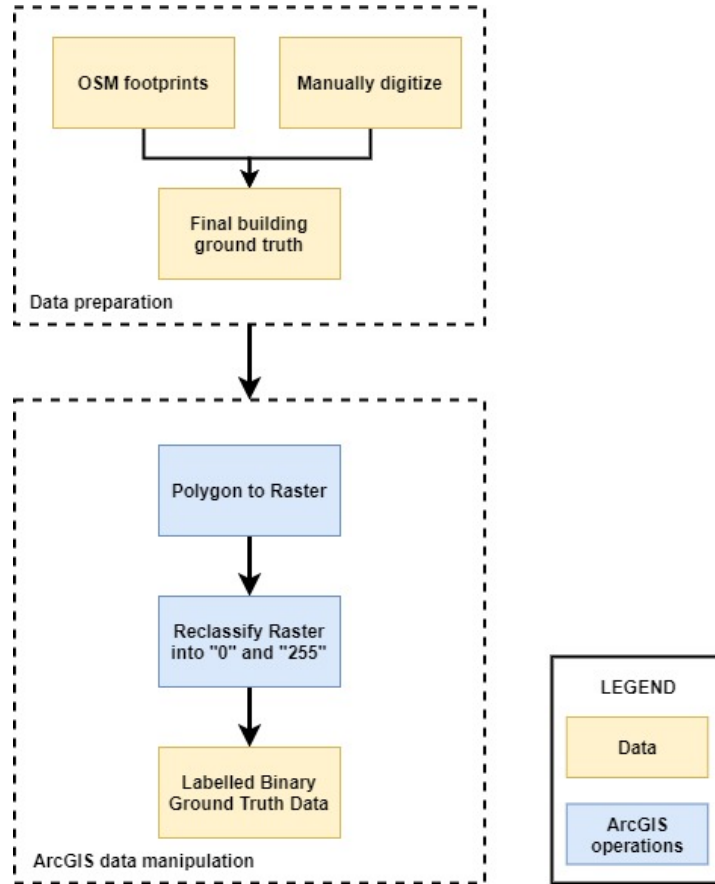 OSM footprints
Manually digitize
Final building
ground truth
Data preparation
Polygon to Raster
Reclassify Raster
into "0" and "255"
Labelled Binary
Ground Truth Data
ArcGIS data manipulation
LEGEND
Data
ArcGIS
operations